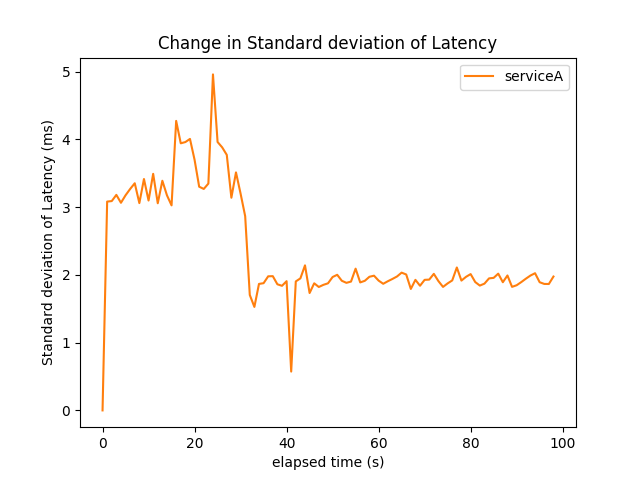 Change in Standard deviation of Latency
serviceA
Standard deviation of Latency (ms)
5
4
3
2
1
0
0 20 40 60 80 100
elapsed time (s)